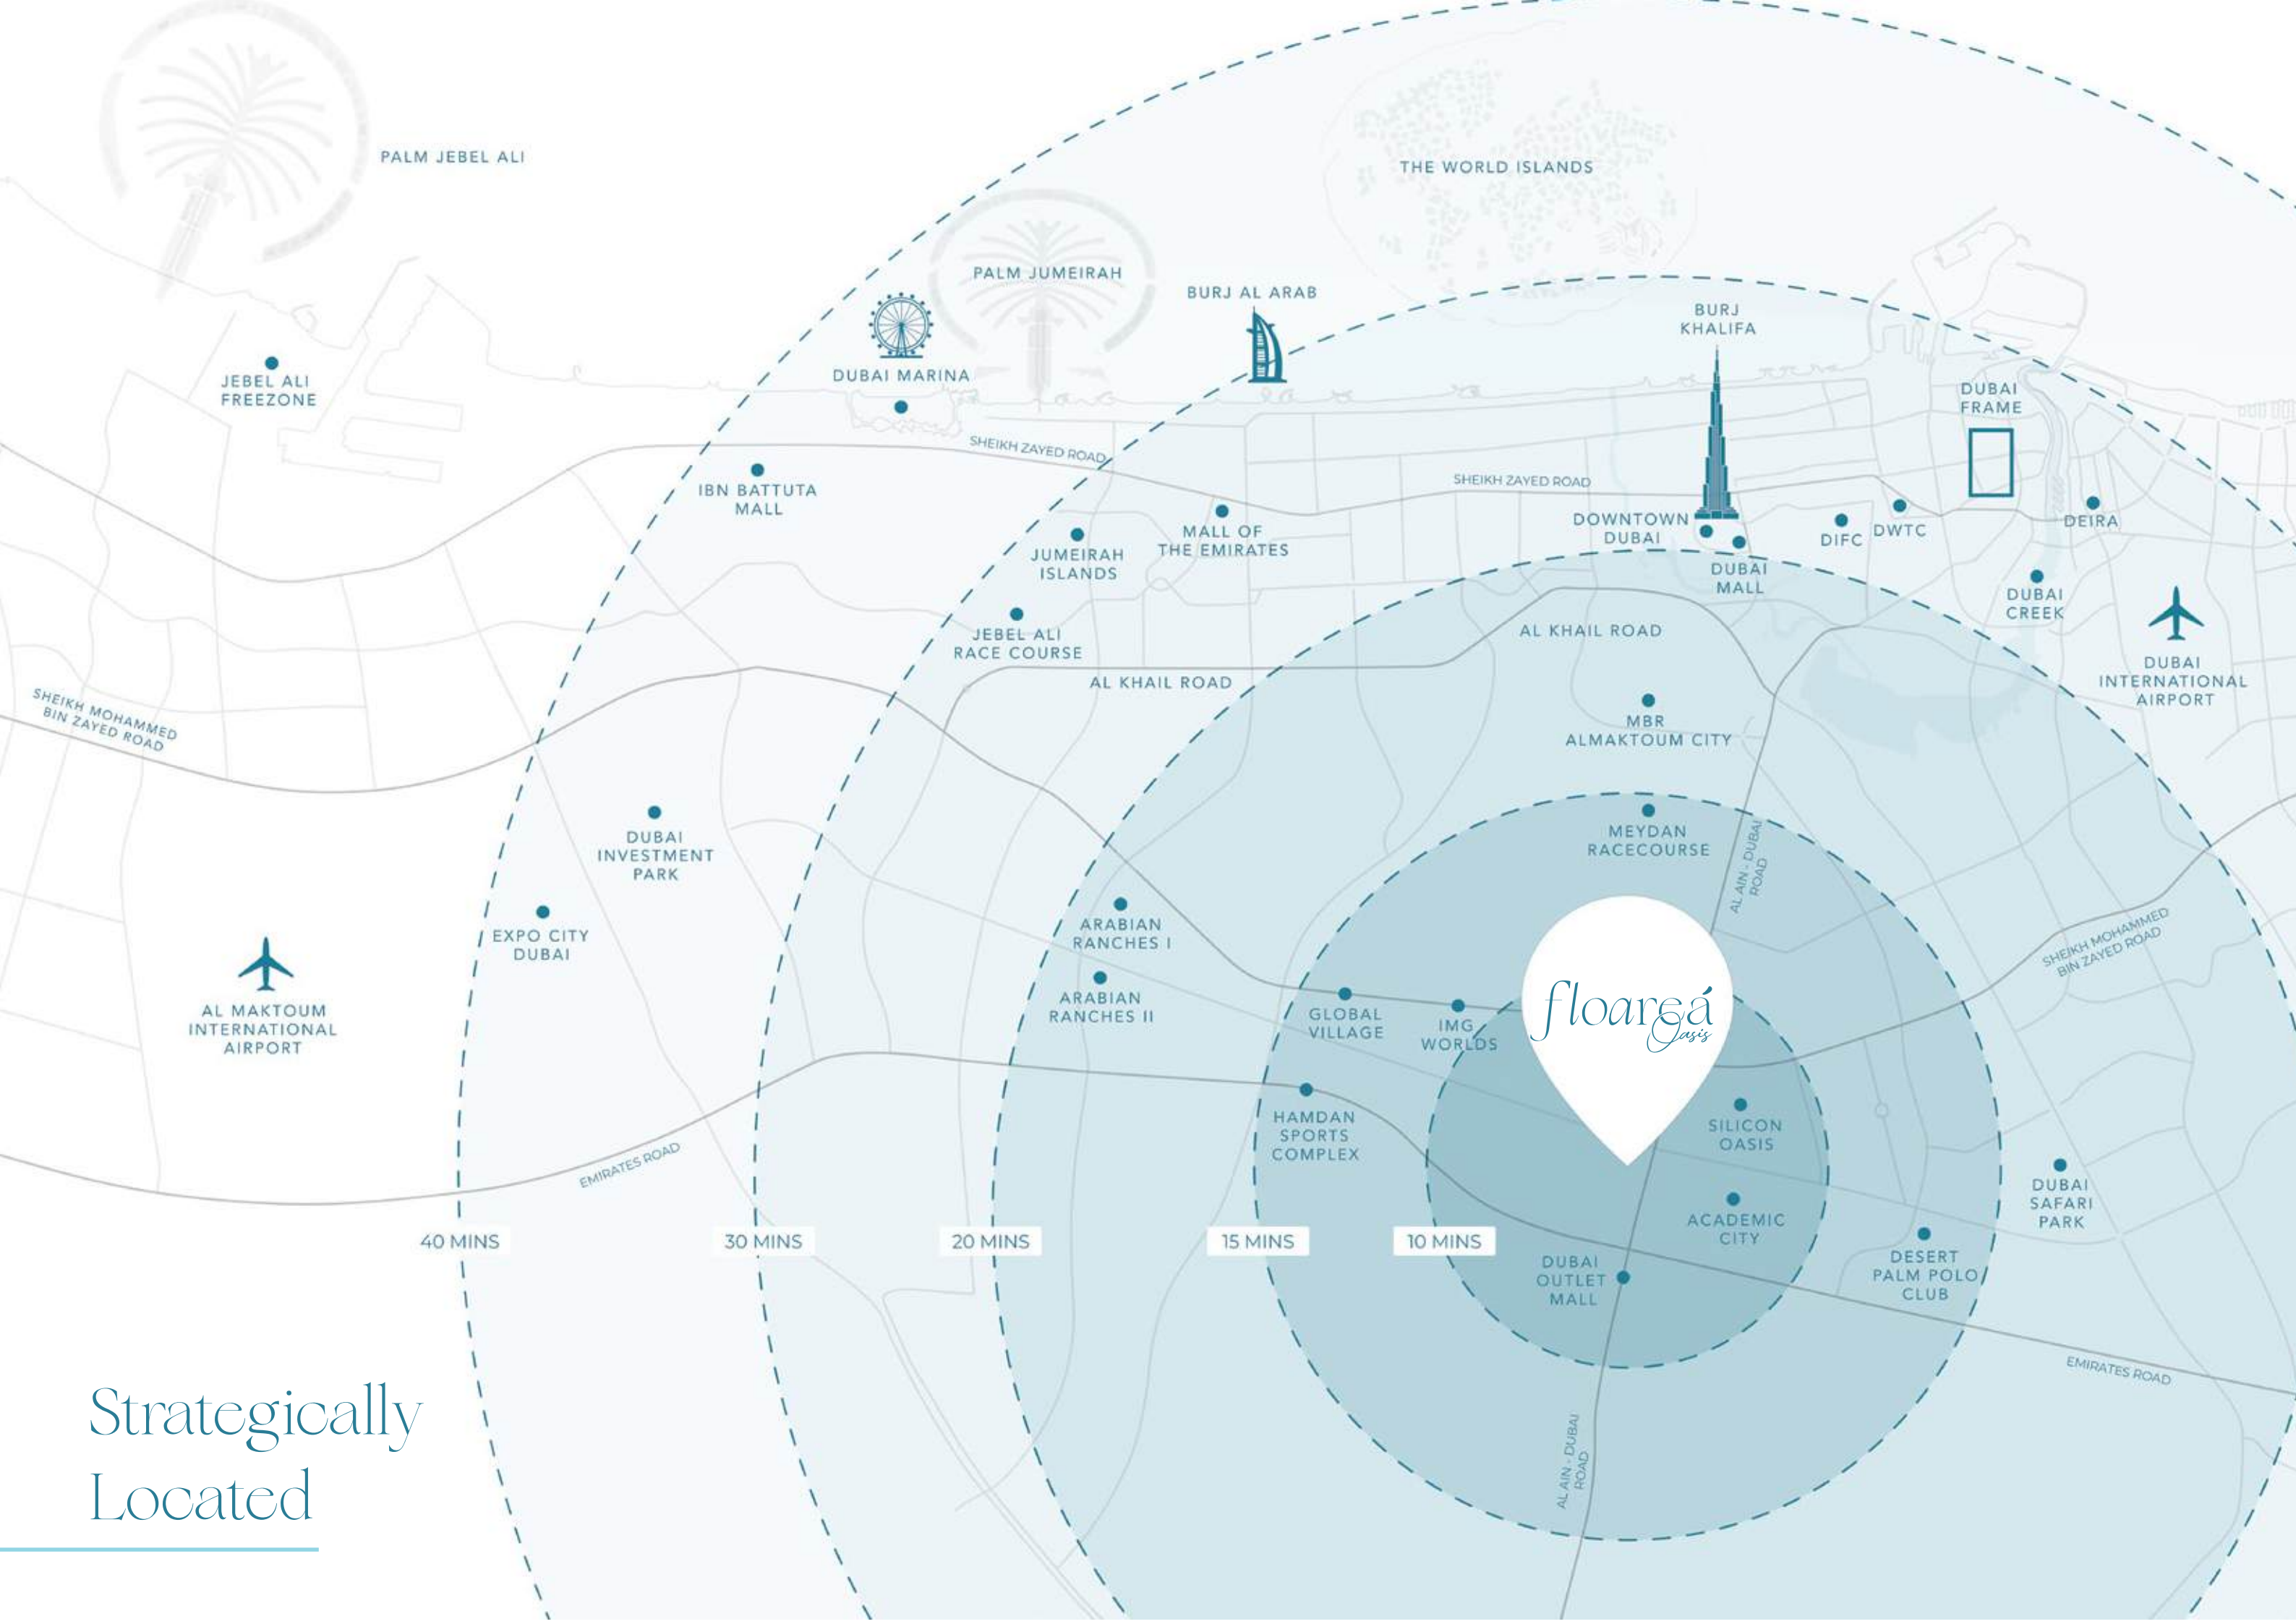 PALM JEBEL ALI
THE WORLD ISLANDS
PALM JUMEIRAH
BURJ AL ARAB
BURJ
KHALIFA
JEBEL ALI
FREEZONE
DUBAI MARINA
DUBAI
FRAME
SHEIKH ZAYED ROAD
SHEIKH ZAYED ROAD
IBN BATTUTA
MALL
JUMEIRAH
ISLANDS
MALL OF
THE EMIRATES
DOWNTOWN
DUBAI
DUBAI
MALL
DIFC
DWTC
DEIRA
DUBAI
CREEK
JEBEL ALI
RACE COURSE
AL KHAIL ROAD
AL KHAIL ROAD
DUBAI
INTERNATIONAL
AIRPORT
SHEIKH MOHAMMED
BIN ZAYED ROAD
MBR
ALMAKTOUM CITY
DUBAI
INVESTMENT
PARK
MEYDAN
RACECOURSE
AL AIN - DUBAI
ROAD
EXPO CITY
DUBAI
ARABIAN
RANCHES I
ARABIAN
RANCHES II
SHEIKH MOHAMMED
BIN ZAYED ROAD
AL MAKTOUM
INTERNATIONAL
AIRPORT
GLOBAL
VILLAGE
IMG
WORLDS
floareá
Oasis
HAMDAN
SPORTS
COMPLEX
SILICON
OASIS
EMIRATES ROAD
DUBAI
SAFARI
PARK
ACADEMIC
CITY
40 MINS
30 MINS
20 MINS
15 MINS
10 MINS
DUBAI
OUTLET
MALL
DESERT
PALM POLO
CLUB
EMIRATES ROAD
AL AIN - DUBAI
ROAD
Strategically
Located